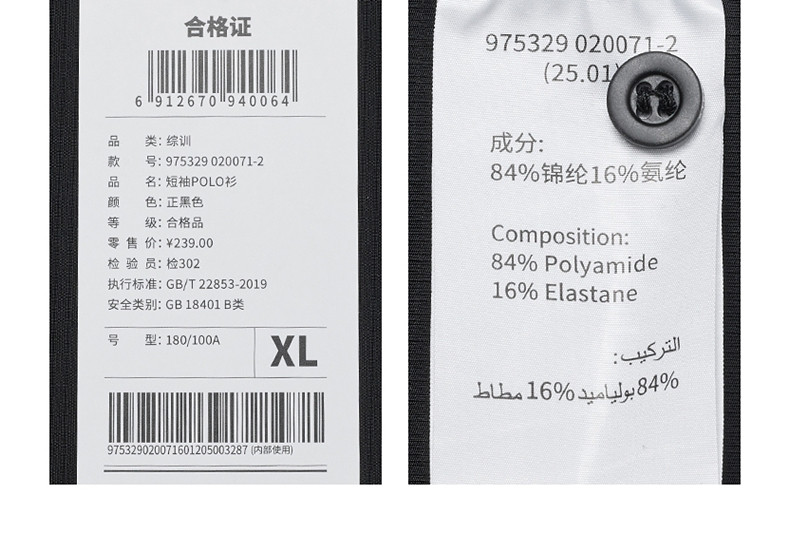 合格证
6 912670 940064
品 类: 综训
款 号: 975329 020071-2
品 名: 短袖POLO衫
颜 色: 正黑色
等 级: 合格品
零 售 价: ¥239.00
检 验 员: 检302
执行标准: GB/T 22853-2019
安全类别: GB 18401 B类
号 型: 180/100A
XL
975329020071601205003287 (内部使用)
975329 020071-2
(25.01)
成分:
84%锦纶16%氨纶
Composition:
84% Polyamide
16% Elastane
التركيب:
84%بولياميد16% مطاط